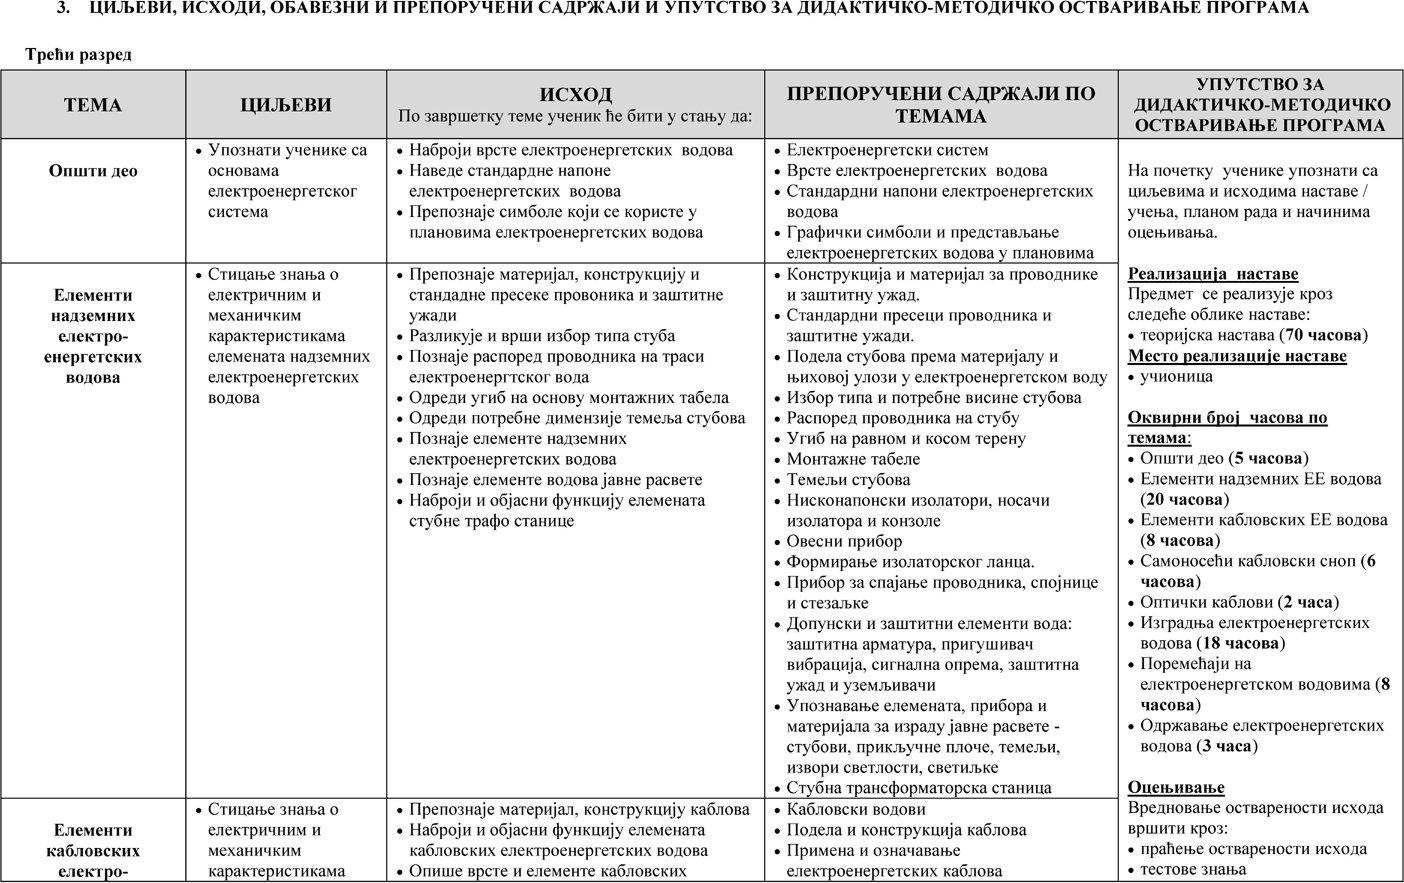 3. ЦИЉЕВИ, ИСХОДИ, ОБАВЕЗНИ И ПРЕПОРУЧЕНИ САДРЖАЈИ И УПУТСТВО ЗА ДИДАКТИЧКО-МЕТОДИЧКО ОСТВАРИВАЊЕ ПРОГРАМА
Трећи разред
ТЕМА
ЦИЉЕВИ
ИСХОД
По завршетку теме ученик ће бити у стању да:
ПРЕПОРУЧЕНИ САДРЖАЈИ ПО
ТЕМАМА
УПУТСТВО ЗА
ДИДАКТИЧКО-МЕТОДИЧКО
ОСТВАРИВАЊЕ ПРОГРАМА
Општи део
• Упознати ученике са
основама
електроенергетског
система
• Наброји врсте електроенергетских водова
• Наведе стандардне напоне
електроенергетских водова
• Препознаје симболе који се користе у
плановима електроенергетских водова
• Електроенергетски систем
• Врсте електроенергетских водова
• Стандардни напони електроенергетских
водова
• Графички симболи и представљање
електроенергетских водова у плановима
Елементи
надземних
електро-
енергетских
водова
• Стицање знања о
електричним и
механичким
карактеристикама
елемената надземних
електроенергетских
водова
• Препознаје материјал, конструкцију и
стандадне пресеке провоника и заштитне
ужади
• Разликује и врши избор типа стуба
• Познаје распоред проводника на траси
електроенергтског вода
• Одреди угиб на основу монтажних табела
• Одреди потребне димензије темеља стубова
• Познаје елементе надземних
електроенергетских водова
• Познаје елементе водова јавне расвете
• Наброји и објасни функцију елемената
стубне трафо станице
• Конструкција и материјал за проводнике
и заштитну ужад.
• Стандардни пресеци проводника и
заштитне ужади.
• Подела стубова према материјалу и
њиховој улози у електроенергетском воду
• Избор типа и потребне висине стубова
• Распоред проводника на стубу
• Угиб на равном и косом терену
• Монтажне табеле
• Темељи стубова
• Нисконапонски изолатори, носачи
изолатора и конзоле
• Овесни прибор
• Формирање изолаторског ланца.
• Прибор за спајање проводника, спојнице
и стезаљке
• Допунски и заштитни елементи вода:
заштитна арматура, пригушивач
вибрација, сигнална опрема, заштитна
ужад и уземљивачи
• Упознавање елемената, прибора и
материјала за израду јавне расвете -
стубови, прикључне плоче, темељи,
извори светлости, светиљке
• Стубна трансформаторска станица
Елементи
кабловских
електро-
• Стицање знања о
електричним и
механичким
карактеристикама
• Препознаје материјал, конструкцију каблова
• Наброји и објасни функцију елемената
кабловских електроенергетских водова
• Опише врсте и елементе кабловских
• Кабловски водови
• Подела и конструкција каблова
• Примена и означавање
електроенергетских каблова
На почетку ученике упознати са
циљевима и исходима наставе /
учења, планом рада и начинима
оцењивања.
Реализација наставе
Предмет се реализује кроз
следеће облике наставе:
• теоријска настава (70 часова)
Место реализације наставе
• учионица
Оквирни број часова по
темама:
• Општи део (5 часова)
• Елементи надземних ЕЕ водова
(20 часова)
• Елементи кабловских ЕЕ водова
(8 часова)
• Самоносећи кабловски сноп (6
часова)
• Оптички каблови (2 часа)
• Изградња електроенергетских
водова (18 часова)
• Поремећаји на
електроенергетском водовима (8
часова)
• Одржавање електроенергетских
водова (3 часа)
Оцењивање
Вредновање остварености исхода
вршити кроз:
• праћење остварености исхода
• тестове знања